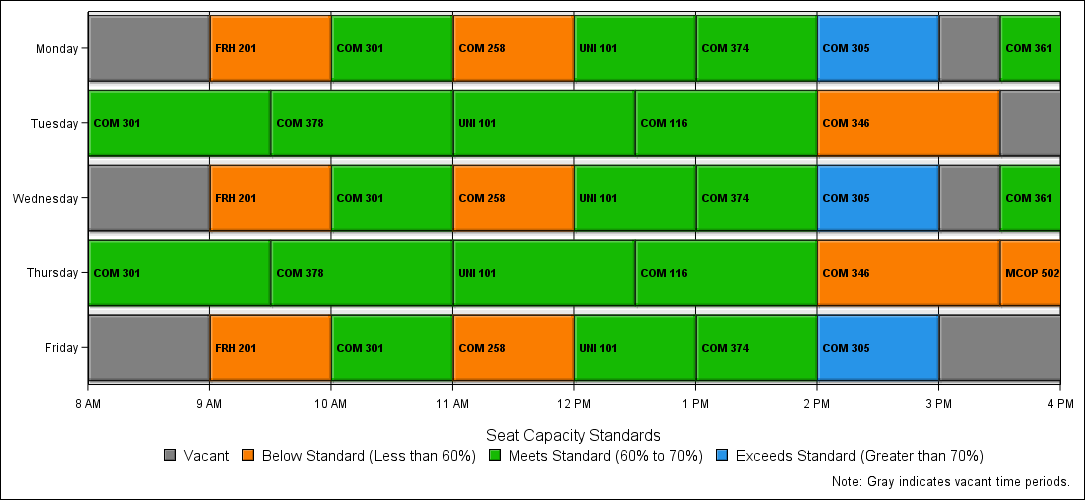 Monday FRH 201 COM 301 COM 258 UNI 101 COM 374 COM 305 COM 361
Tuesday COM 301 COM 378 UNI 101 COM 116 COM 346
Wednesday FRH 201 COM 301 COM 258 UNI 101 COM 374 COM 305 COM 361
Thursday COM 301 COM 378 UNI 101 COM 116 COM 346 MCOP 502
Friday FRH 201 COM 301 COM 258 UNI 101 COM 374 COM 305
8 AM 9 AM 10 AM 11 AM 12 PM 1 PM 2 PM 3 PM 4 PM
Seat Capacity Standards
Vacant Below Standard (Less than 60%) Meets Standard (60% to 70%) Exceeds Standard (Greater than 70%)
Note: Gray indicates vacant time periods.